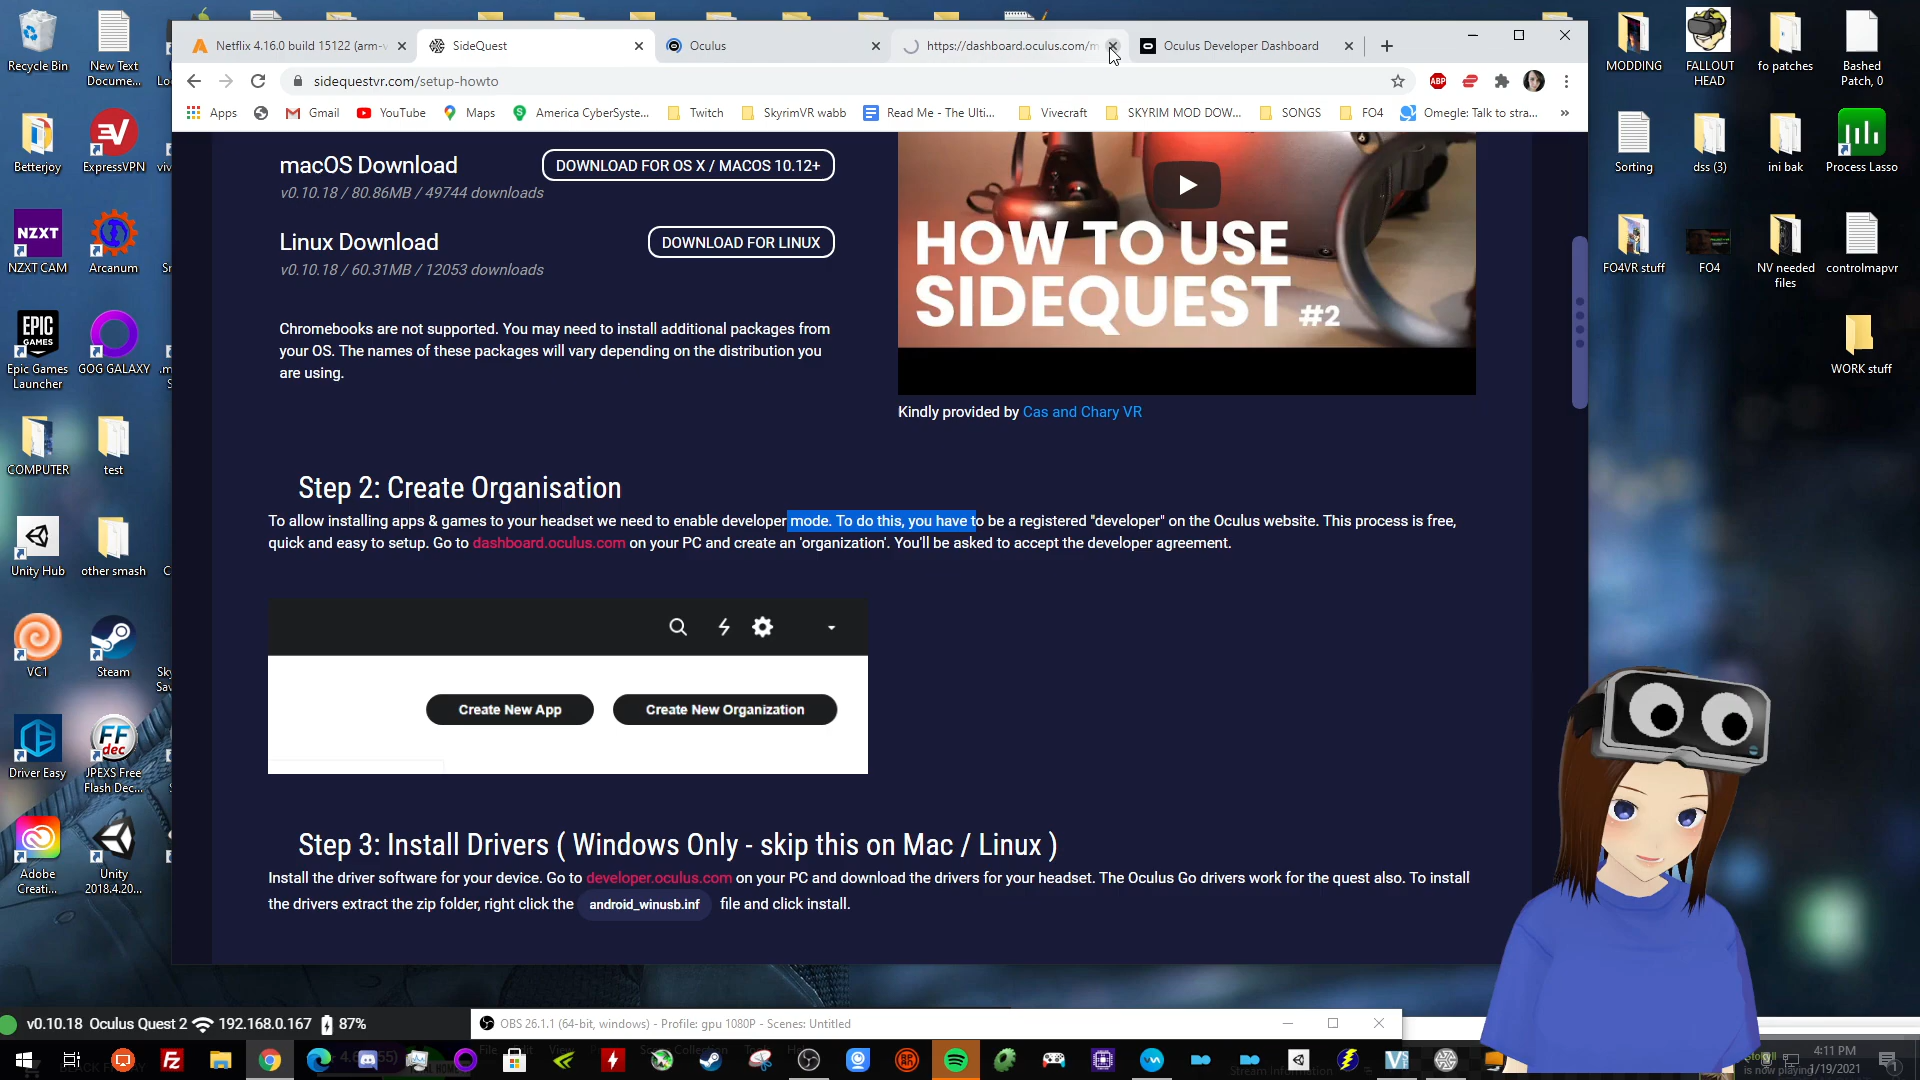 Netflix 4.16.0 build 15122 (arm-v
SideQuest
Oculus
https://dashboard.oculus.com/m
Oculus Developer Dashboard
sidequestvr.com/setup-howto
ABP
Apps
Gmail
YouTube
Maps
America CyberSyste...
Twitch
SkyrimVR wabb
Read Me - The Ulti...
Vivecraft
SKYRIM MOD DOW...
SONGS
FO4
Omegle: Talk to stra...
macOS Download
DOWNLOAD FOR OS X / MACOS 10.12+
v0.10.18 / 80.86MB / 49744 downloads
Linux Download
DOWNLOAD FOR LINUX
v0.10.18 / 60.31MB / 12053 downloads
Chromebooks are not supported. You may need to install additional packages from
your OS. The names of these packages will vary depending on the distribution you
are using.
HOW TO USE
SIDEQUEST #2
Kindly provided by Cas and Chary VR
Step 2: Create Organisation
To allow installing apps & games to your headset we need to enable developer mode. To do this, you have to be a registered "developer" on the Oculus website. This process is free,
quick and easy to setup. Go to dashboard.oculus.com on your PC and create an 'organization'. You'll be asked to accept the developer agreement.
Create New App
Create New Organization
Step 3: Install Drivers ( Windows Only - skip this on Mac / Linux )
Install the driver software for your device. Go to developer.oculus.com on your PC and download the drivers for your headset. The Oculus Go drivers work for the quest also. To install
the drivers extract the zip folder, right click the android_winusb.inf file and click install.
Recycle Bin
New Text
Docume...
Betterjoy
ExpressVPN
NZXT
NZXT CAM
Arcanum
EPIC
GAMES
Epic Games
Launcher
GOG GALAXY
COMPUTER
test
Unity Hub
other smash
VC1
Steam
Driver Easy
FF
dec
JPEXS Free
Flash Dec...
Adobe
Creati...
Unity
2018.4.20...
MODDING
FALLOUT
HEAD
fo patches
Bashed
Patch, 0
Sorting
dss (3)
ini bak
Process Lasso
FO4VR stuff
FO4
NV needed
files
controlmapvr
WORK stuff
v0.10.18 Oculus Quest 2 192.168.0.167 87%
OBS 26.1.1 (64-bit, windows) - Profile: gpu 1080P - Scenes: Untitled
4:11 PM
1/19/2021
is now playing